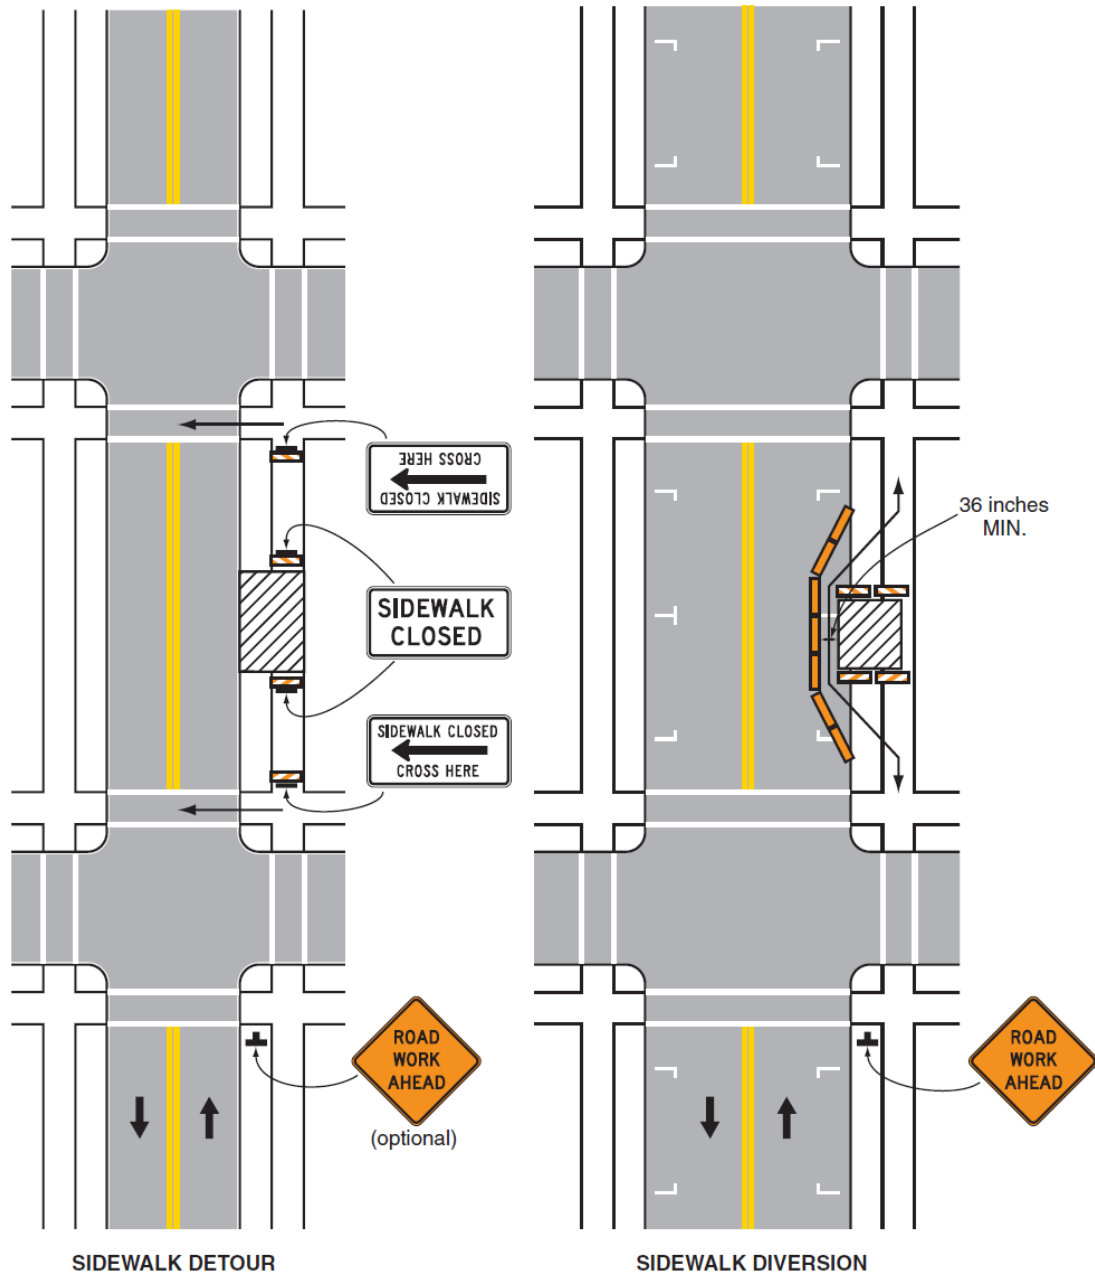 CROSS HERE
SIDEWALK CLOSED
36 inches
MIN.
SIDEWALK
CLOSED
SIDEWALK CLOSED
CROSS HERE
ROAD
WORK
AHEAD
(optional)
ROAD
WORK
AHEAD
SIDEWALK DETOUR
SIDEWALK DIVERSION